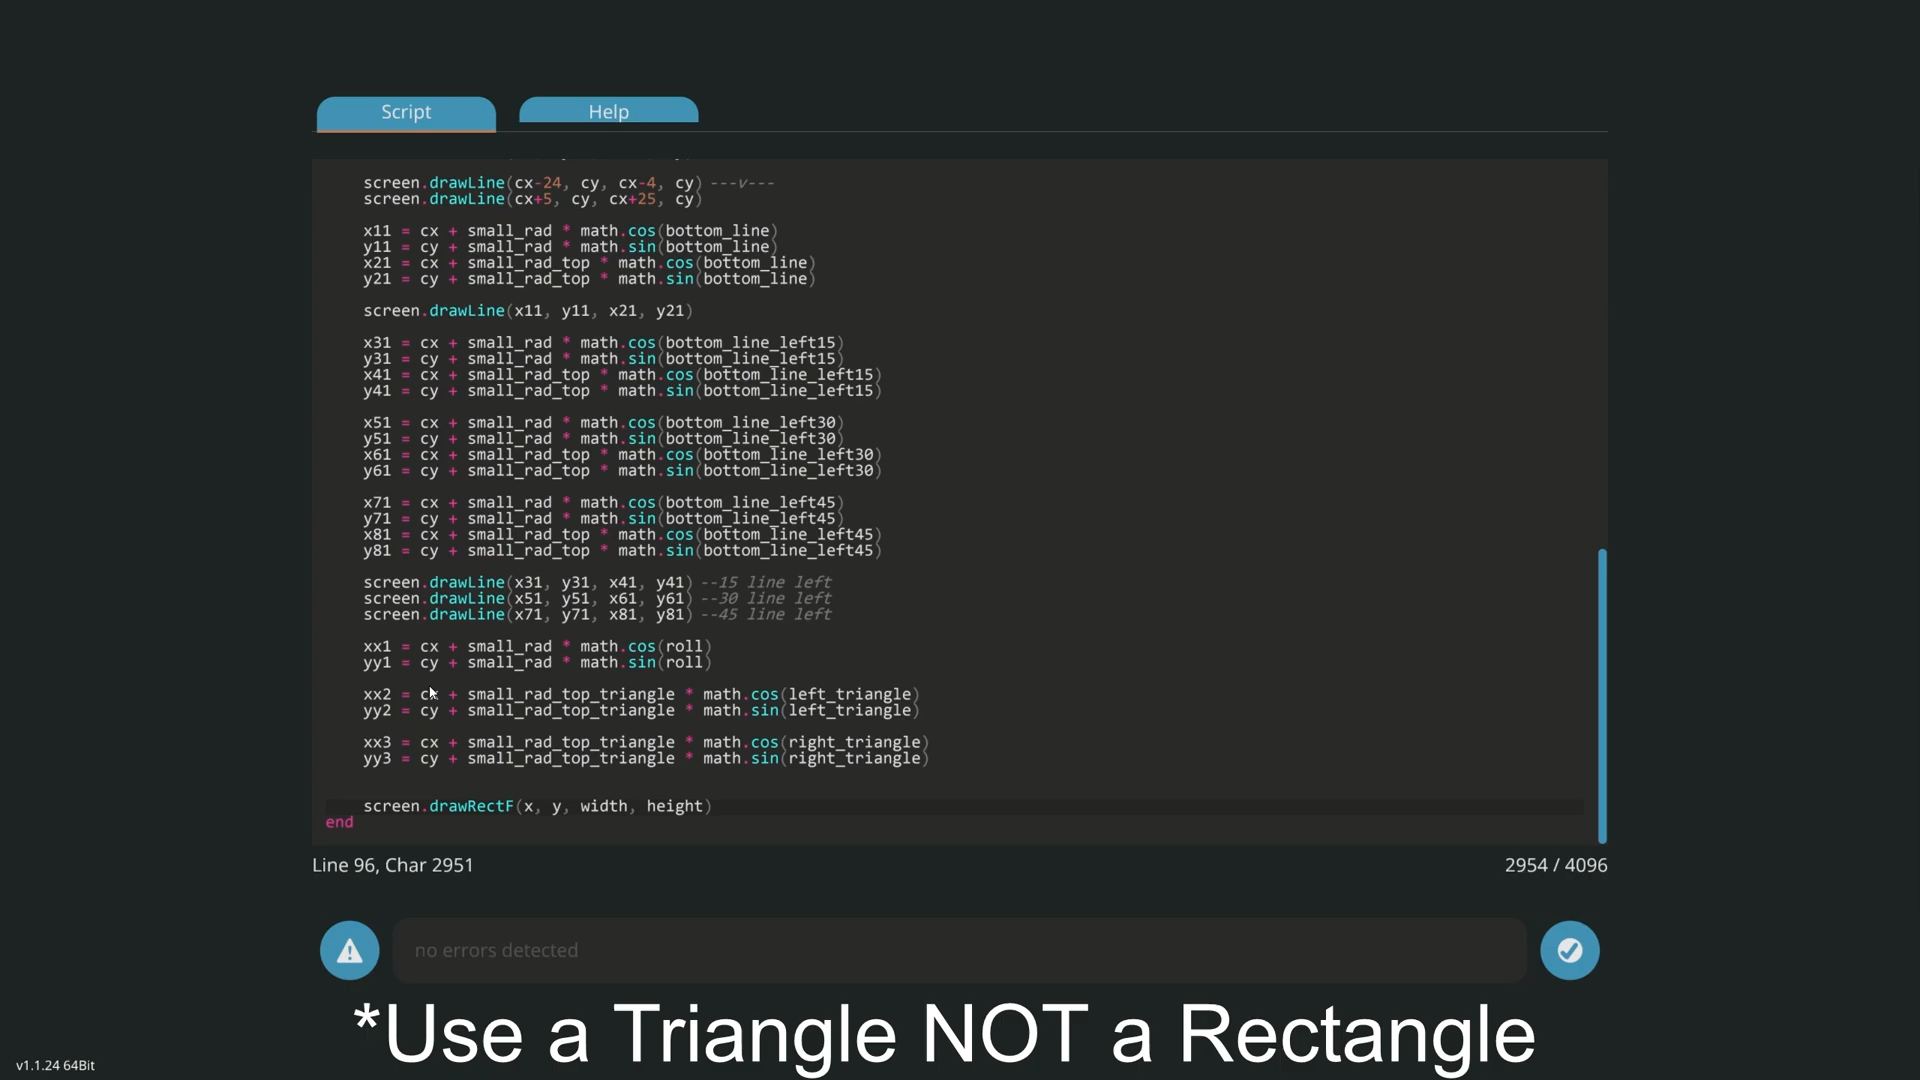 Script Help
screen.drawLine(cx-24, cy, cx-4, cy) ---v---
screen.drawLine(cx+5, cy, cx+25, cy)
x11 = cx + small_rad * math.cos(bottom_line)
y11 = cy + small_rad * math.sin(bottom_line)
x21 = cx + small_rad_top * math.cos(bottom_line)
y21 = cy + small_rad_top * math.sin(bottom_line)
screen.drawLine(x11, y11, x21, y21)
x31 = cx + small_rad * math.cos(bottom_line_left15)
y31 = cy + small_rad * math.sin(bottom_line_left15)
x41 = cx + small_rad_top * math.cos(bottom_line_left15)
y41 = cy + small_rad_top * math.sin(bottom_line_left15)
x51 = cx + small_rad * math.cos(bottom_line_left30)
y51 = cy + small_rad * math.sin(bottom_line_left30)
x61 = cx + small_rad_top * math.cos(bottom_line_left30)
y61 = cy + small_rad_top * math.sin(bottom_line_left30)
x71 = cx + small_rad * math.cos(bottom_line_left45)
y71 = cy + small_rad * math.sin(bottom_line_left45)
x81 = cx + small_rad_top * math.cos(bottom_line_left45)
y81 = cy + small_rad_top * math.sin(bottom_line_left45)
screen.drawLine(x31, y31, x41, y41) --15 line left
screen.drawLine(x51, y51, x61, y61) --30 line left
screen.drawLine(x71, y71, x81, y81) --45 line left
xx1 = cx + small_rad * math.cos(roll)
yy1 = cy + small_rad * math.sin(roll)
xx2 = cx + small_rad_top_triangle * math.cos(left_triangle)
yy2 = cy + small_rad_top_triangle * math.sin(left_triangle)
xx3 = cx + small_rad_top_triangle * math.cos(right_triangle)
yy3 = cy + small_rad_top_triangle * math.sin(right_triangle)
screen.drawRectF(x, y, width, height)
end
Line 96, Char 2951 2954 / 4096
no errors detected
*Use a Triangle NOT a Rectangle
v1.1.24 64Bit